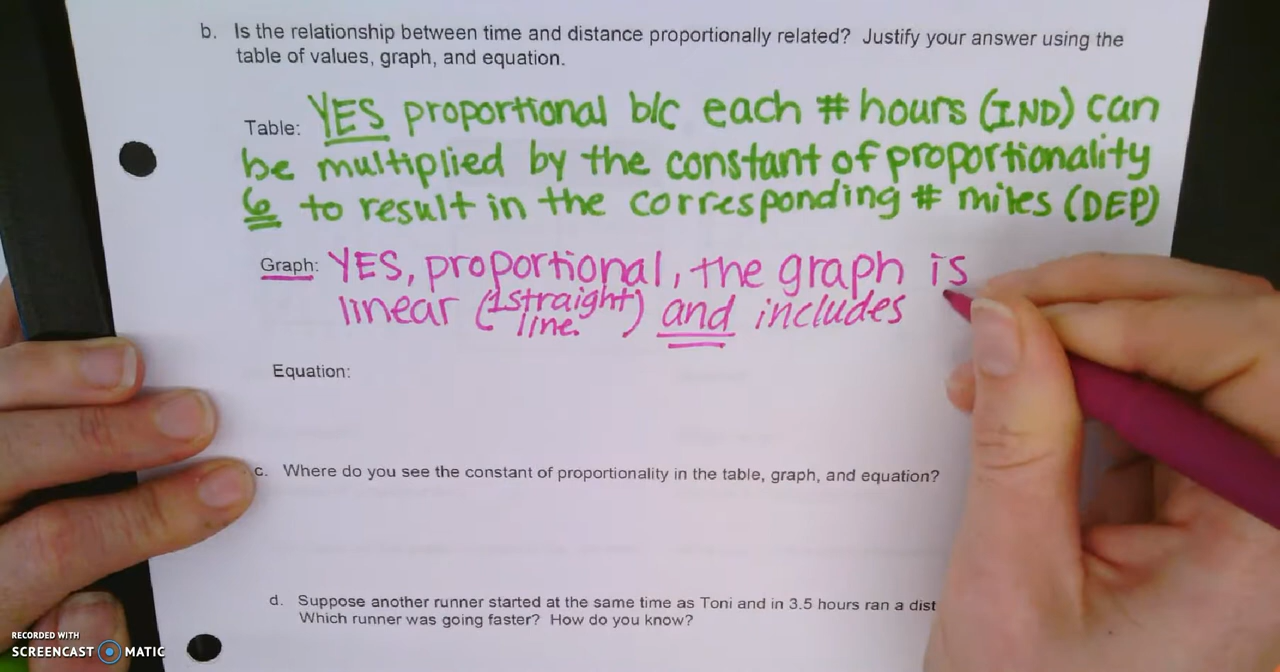 b. Is the relationship between time and distance proportionally related? Justify your answer using the
table of values, graph, and equation.
Table: YES proportional b/c each # hours (IND) can
be multiplied by the constant of proportionality
6 to result in the corresponding # miles (DEP)
Graph: YES, proportional, the graph is
linear (1straight line.) and includes
Equation:
c. Where do you see the constant of proportionality in the table, graph, and equation?
d. Suppose another runner started at the same time as Toni and in 3.5 hours ran a dist
Which runner was going faster? How do you know?
RECORDED WITH
SCREENCAST MATIC